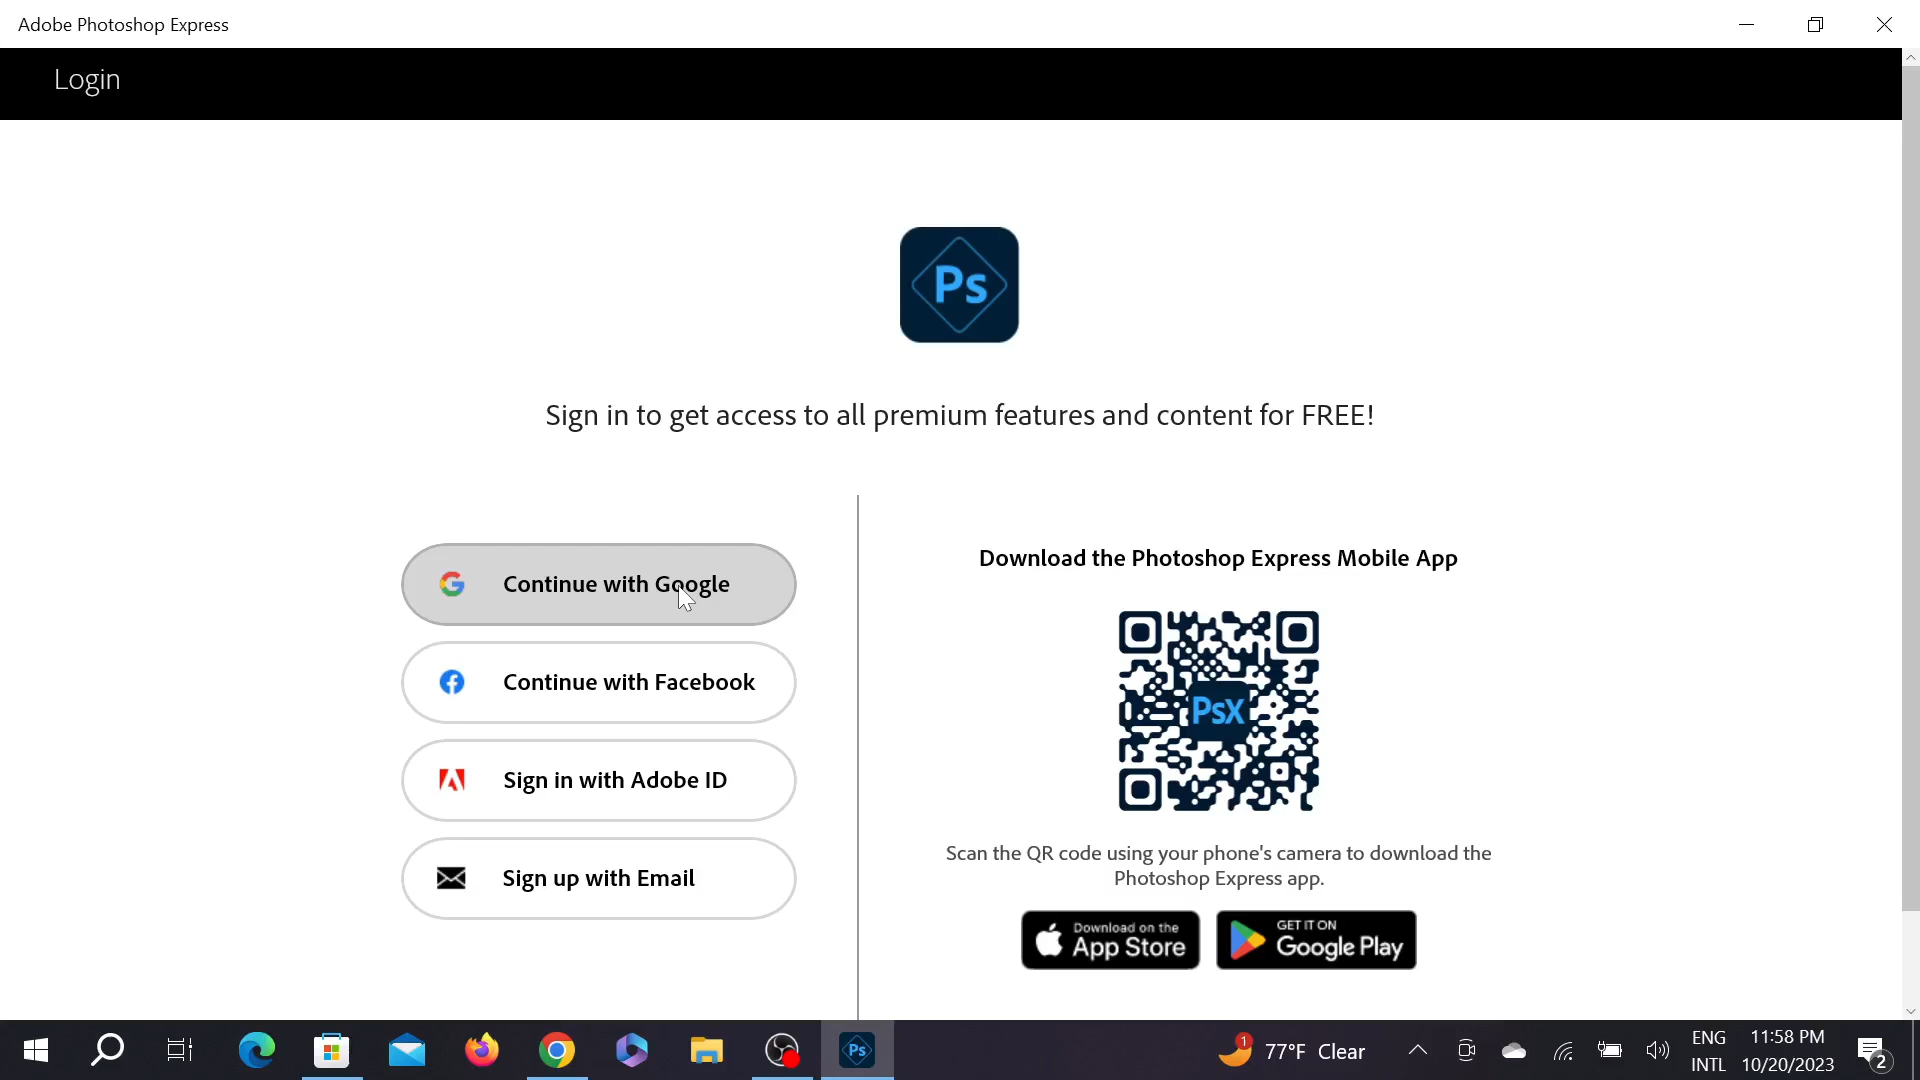 Adobe Photoshop Express
Login
Ps
Sign in to get access to all premium features and content for FREE!
Continue with Google
Continue with Facebook
Sign in with Adobe ID
Sign up with Email
Download the Photoshop Express Mobile App
PsX
Scan the QR code using your phone's camera to download the
Photoshop Express app.
Download on the
App Store
GET IT ON
Google Play
Ps
1
77°F Clear
ENG
INTL
11:58 PM
10/20/2023
2